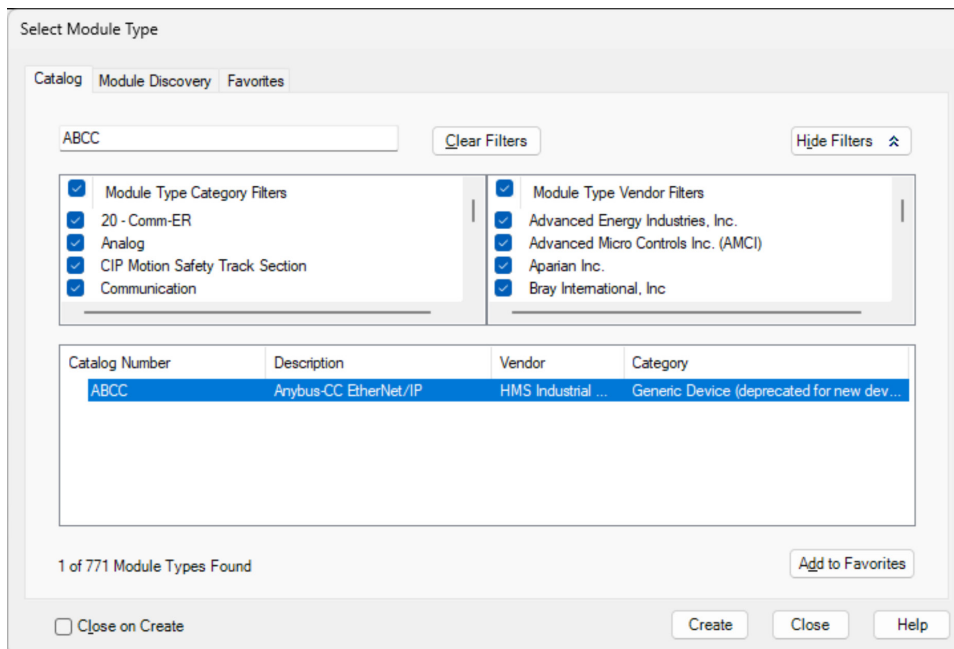 Select Module Type
Catalog Module Discovery Favorites
ABCC Clear Filters Hide Filters
Module Type Category Filters
20 - Comm-ER
Analog
CIP Motion Safety Track Section
Communication
Module Type Vendor Filters
Advanced Energy Industries, Inc.
Advanced Micro Controls Inc. (AMCI)
Aparian Inc.
Bray International, Inc
Catalog Number Description Vendor Category
ABCC Anybus-CC EtherNet/IP HMS Industrial ... Generic Device (deprecated for new dev...
1 of 771 Module Types Found Add to Favorites
Close on Create Create Close Help